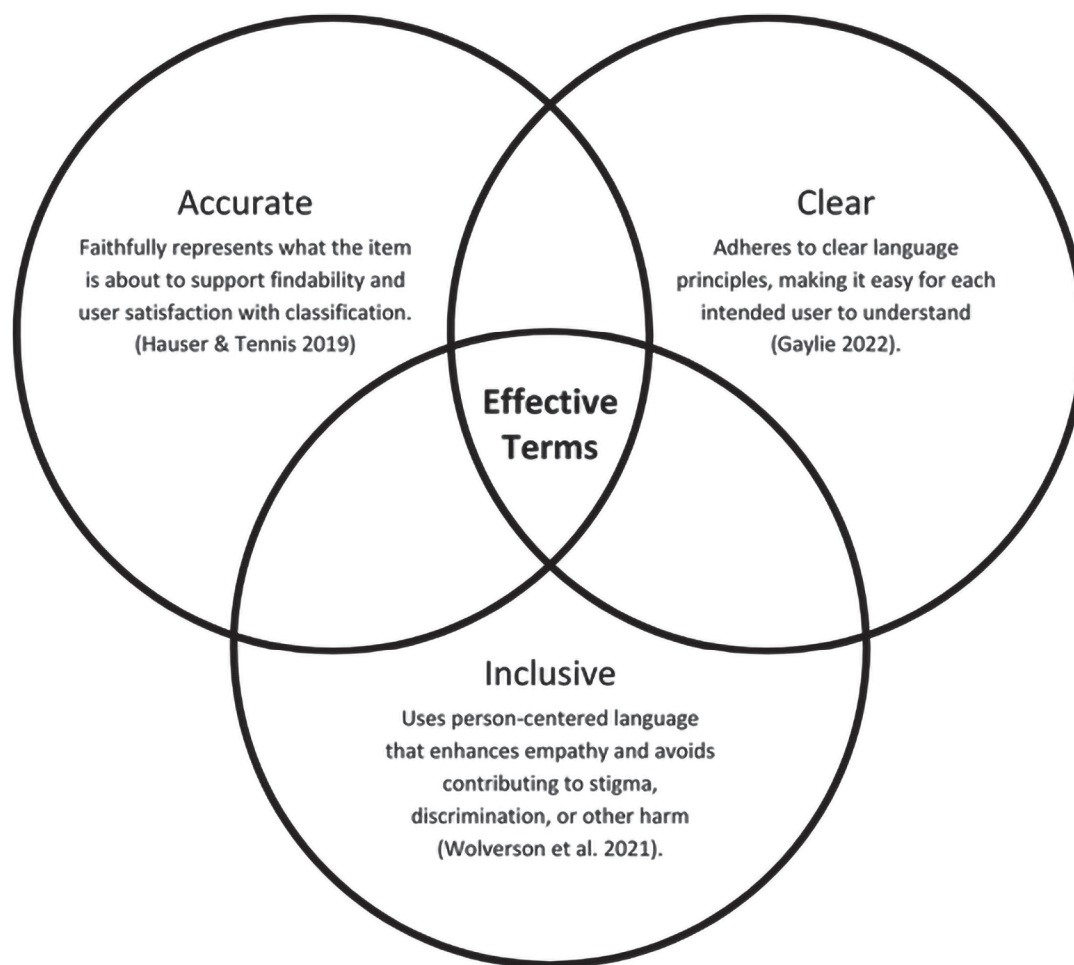 Accurate
Faithfully represents what the item
is about to support findability and
user satisfaction with classification.
(Hauser & Tennis 2019)
Clear
Adheres to clear language
principles, making it easy for each
intended user to understand
(Gaylie 2022).
Effective
Terms
Inclusive
Uses person-centered language
that enhances empathy and avoids
contributing to stigma,
discrimination, or other harm
(Wolverson et al. 2021).